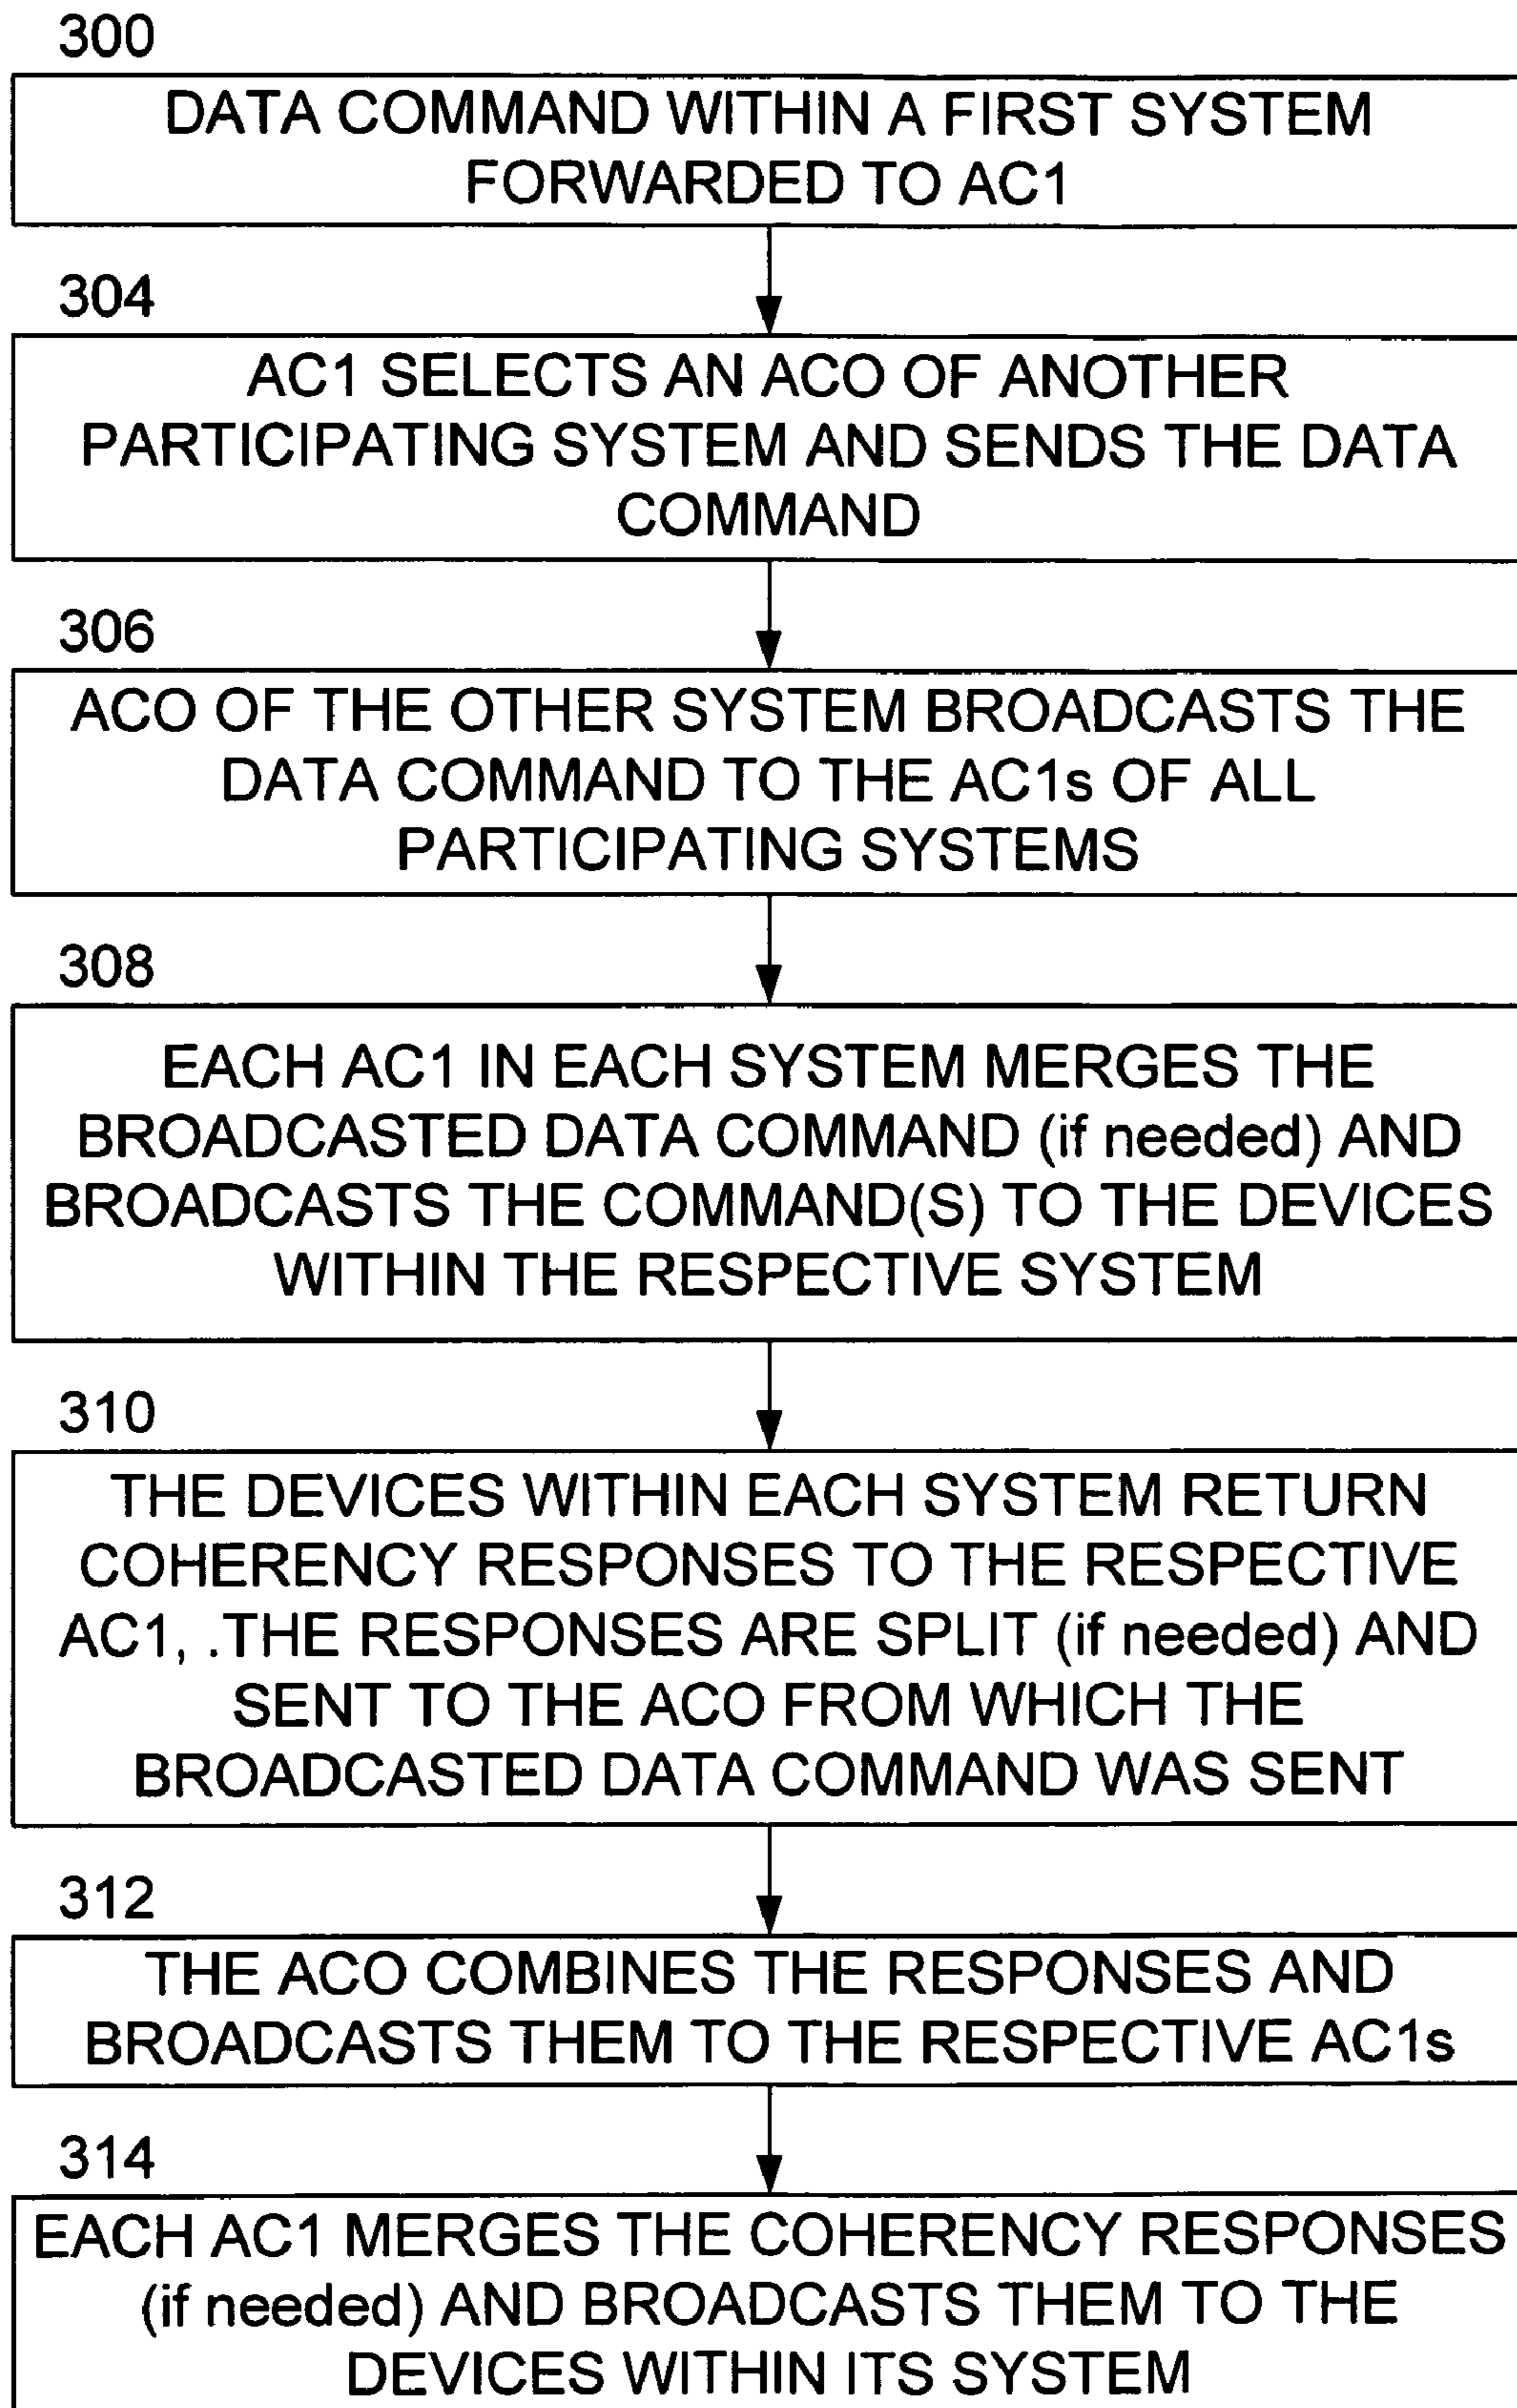 300
DATA COMMAND WITHIN A FIRST SYSTEM
FORWARDED TO AC1
304
AC1 SELECTS AN ACO OF ANOTHER
PARTICIPATING SYSTEM AND SENDS THE DATA
COMMAND
306
ACO OF THE OTHER SYSTEM BROADCASTS THE
DATA COMMAND TO THE AC1s OF ALL
PARTICIPATING SYSTEMS
308
EACH AC1 IN EACH SYSTEM MERGES THE
BROADCASTED DATA COMMAND (if needed) AND
BROADCASTS THE COMMAND(S) TO THE DEVICES
WITHIN THE RESPECTIVE SYSTEM
310
THE DEVICES WITHIN EACH SYSTEM RETURN
COHERENCY RESPONSES TO THE RESPECTIVE
AC1, .THE RESPONSES ARE SPLIT (if needed) AND
SENT TO THE ACO FROM WHICH THE
BROADCASTED DATA COMMAND WAS SENT
312
THE ACO COMBINES THE RESPONSES AND
BROADCASTS THEM TO THE RESPECTIVE AC1s
314
EACH AC1 MERGES THE COHERENCY RESPONSES
(if needed) AND BROADCASTS THEM TO THE
DEVICES WITHIN ITS SYSTEM